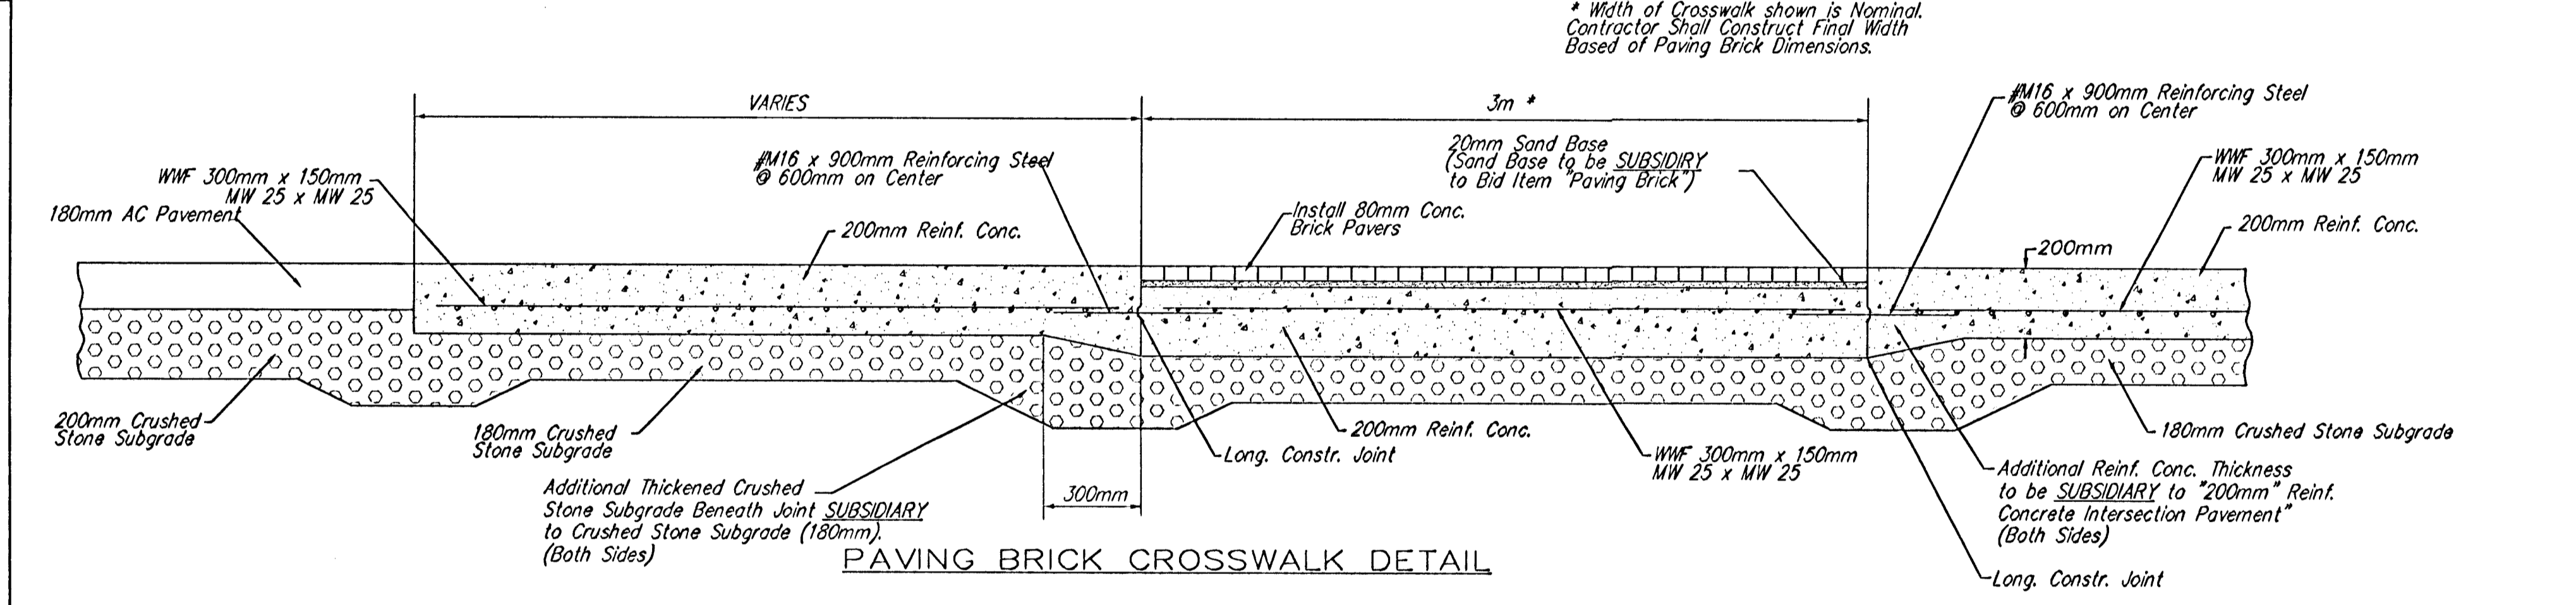 * Width of Crosswalk shown is Nominal.
Contractor Shall Construct Final Width
Based of Paving Brick Dimensions.
VARIES
3m *
#M16 x 900mm Reinforcing Steel
@ 600mm on Center
20mm Sand Base
(Sand Base to be SUBSIDIRY
to Bid Item "Paving Brick")
#M16 x 900mm Reinforcing Steel
@ 600mm on Center
WWF 300mm x 150mm
MW 25 x MW 25
WWF 300mm x 150mm
MW 25 x MW 25
180mm AC Pavement
200mm Reinf. Conc.
Install 80mm Conc.
Brick Pavers
200mm Reinf. Conc.
200mm
200mm Crushed
Stone Subgrade
180mm Crushed
Stone Subgrade
200mm Reinf. Conc.
180mm Crushed Stone Subgrade
Long. Constr. Joint
WWF 300mm x 150mm
MW 25 x MW 25
Additional Thickened Crushed
Stone Subgrade Beneath Joint SUBSIDIARY
to Crushed Stone Subgrade (180mm).
(Both Sides)
300mm
Additional Reinf. Conc. Thickness
to be SUBSIDIARY to "200mm" Reinf.
Concrete Intersection Pavement"
(Both Sides)
Long. Constr. Joint
PAVING BRICK CROSSWALK DETAIL